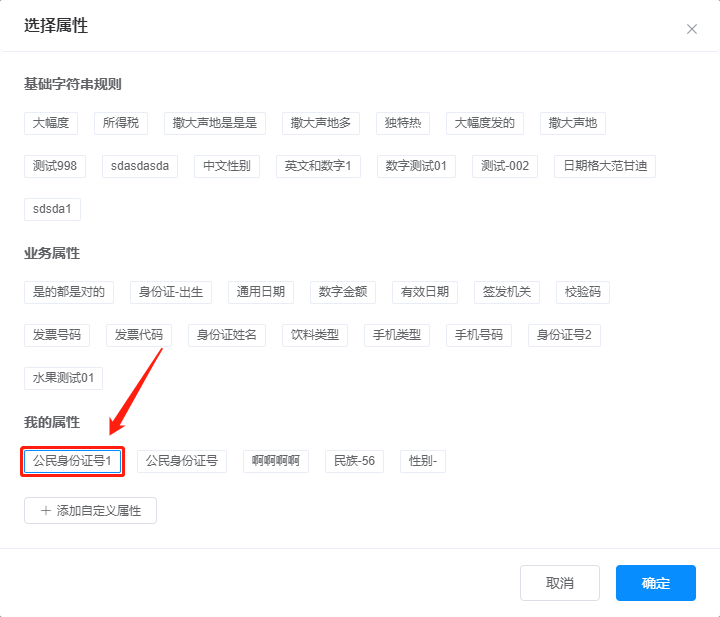 选择属性
基础字符串规则
大幅度 所得税 撒大声地是是是 撒大声地多 独特热 大幅度发的 撒大声地
测试998 sdasdasda 中文性别 英文和数字1 数字测试01 测试-002 日期格大范甘迪
sdsda1
业务属性
是的都是对的 身份证-出生 通用日期 数字金额 有效日期 签发机关 校验码
发票号码 发票代码 身份证姓名 饮料类型 手机类型 手机号码 身份证号2
水果测试01
我的属性
公民身份证号1 公民身份证号 啊啊啊啊 民族-56 性别-
+ 添加自定义属性
取消 确定